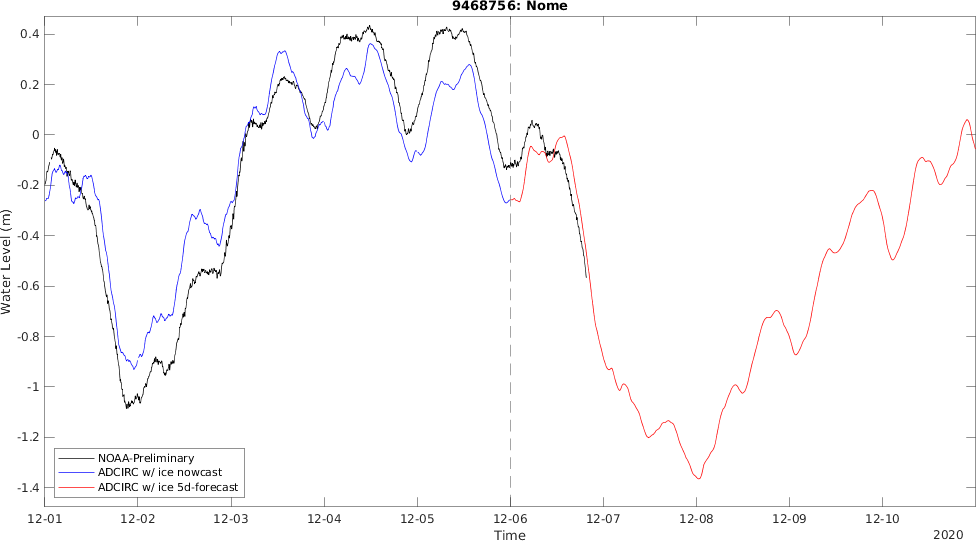 9468756: Nome
0.4
0.2
0
-0.2
-0.4
-0.6
-0.8
-1
-1.2
-1.4
Water Level (m)
NOAA-Preliminary
ADCIRC w/ ice nowcast
ADCIRC w/ ice 5d-forecast
12-01 12-02 12-03 12-04 12-05 12-06 12-07 12-08 12-09 12-10
Time
2020